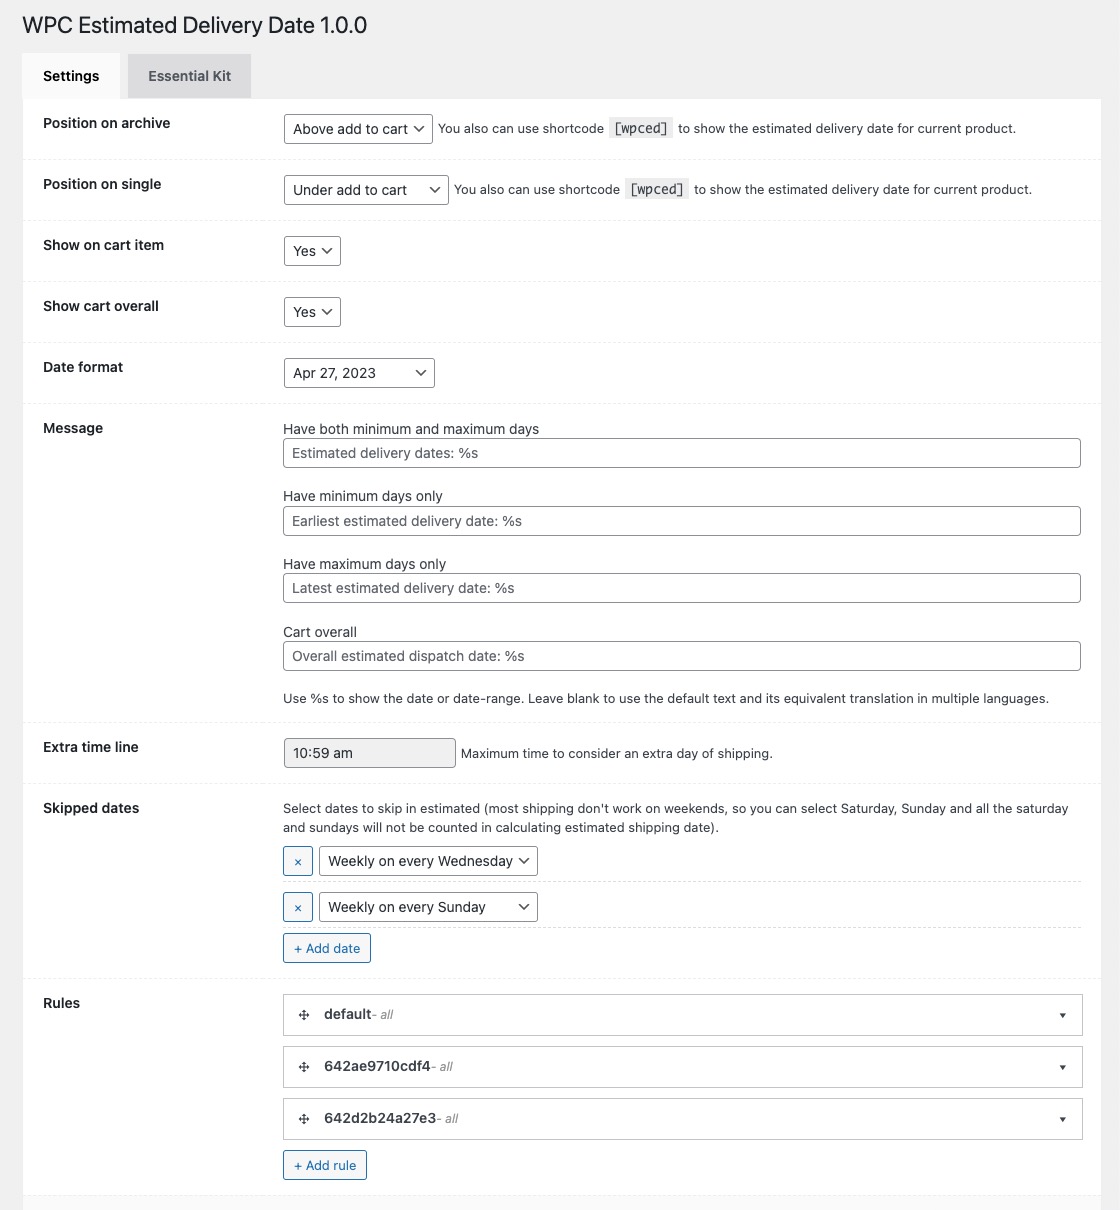 WPC Estimated Delivery Date 1.0.0
Settings
Essential Kit
Position on archive
Above add to cart You also can use shortcode [wpced] to show the estimated delivery date for current product.
Position on single
Under add to cart You also can use shortcode [wpced] to show the estimated delivery date for current product.
Show on cart item
Yes
Show cart overall
Yes
Date format
Apr 27, 2023
Message
Have both minimum and maximum days
Estimated delivery dates: %s
Have minimum days only
Earliest estimated delivery date: %s
Have maximum days only
Latest estimated delivery date: %s
Cart overall
Overall estimated dispatch date: %s
Use %s to show the date or date-range. Leave blank to use the default text and its equivalent translation in multiple languages.
Extra time line
10:59 am Maximum time to consider an extra day of shipping.
Skipped dates
Select dates to skip in estimated (most shipping don't work on weekends, so you can select Saturday, Sunday and all the saturday
and sundays will not be counted in calculating estimated shipping date).
× Weekly on every Wednesday
× Weekly on every Sunday
+ Add date
Rules
default- all
642ae9710cdf4- all
642d2b24a27e3- all
+ Add rule